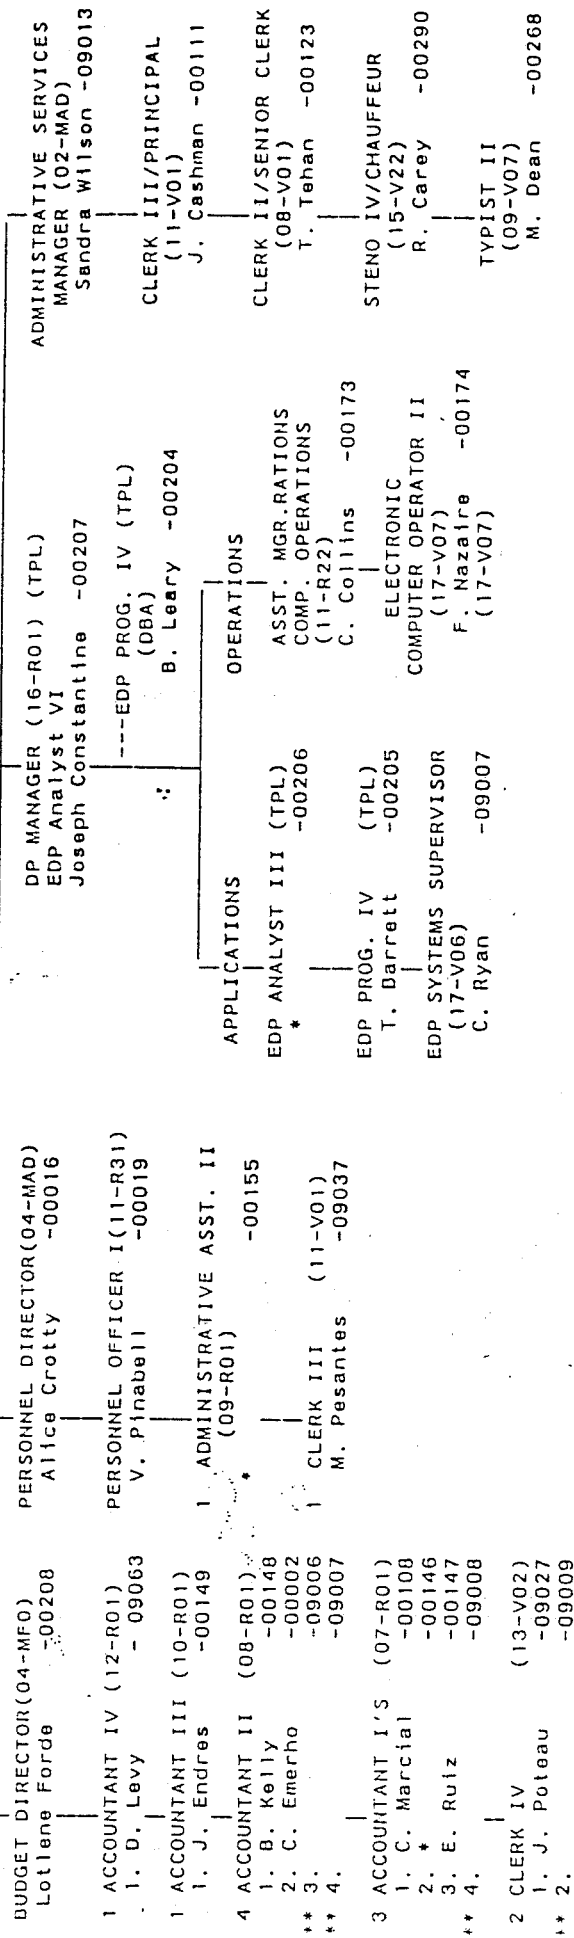 BUDGET DIRECTOR(04-MFO)
Lotlene Forde -00208
1 ACCOUNTANT IV (12-R01)
1. D. Levy - 09063
1 ACCOUNTANT III (10-R01)
1. J. Endres -00149
4 ACCOUNTANT II (08-R01)
1. B. Kelly -00148
2. C. Emerho -00002
** 3. -09006
** 4. -09007
3 ACCOUNTANT I'S (07-R01)
1. C. Marcial -00108
2. * -00146
3. E. Ruiz -00147
** 4. -09008
2 CLERK IV (13-V02)
1. J. Poteau -09027
** 2. -09009
PERSONNEL DIRECTOR(04-MAD)
Alice Crotty -00016
PERSONNEL OFFICER I(11-R31)
V. Pinabell -00019
1 ADMINISTRATIVE ASST. II
(09-R01)
* -00155
1 CLERK III (11-V01)
M. Pesantes -09037
DP MANAGER (16-R01) (TPL)
EDP Analyst VI
Joseph Constantine -00207
---EDP PROG. IV (TPL)
(DBA)
B. Leary -00204
APPLICATIONS
EDP ANALYST III (TPL)
* -00206
EDP PROG. IV (TPL)
T. Barrett -00205
EDP SYSTEMS SUPERVISOR
(17-V06)
C. Ryan -09007
OPERATIONS
ASST. MGR.RATIONS
COMP. OPERATIONS
(11-R22)
C. Collins -00173
ELECTRONIC
COMPUTER OPERATOR II
(17-V07)
F. Nazaire -00174
(17-V07)
ADMINISTRATIVE SERVICES
MANAGER (02-MAD)
Sandra Wilson -09013
CLERK III/PRINCIPAL
(11-V01)
J. Cashman -00111
CLERK II/SENIOR CLERK
(08-V01)
T. Tehan -00123
STENO IV/CHAUFFEUR
(15-V22)
R. Carey -00290
TYPIST II
(09-V07)
M. Dean -00268